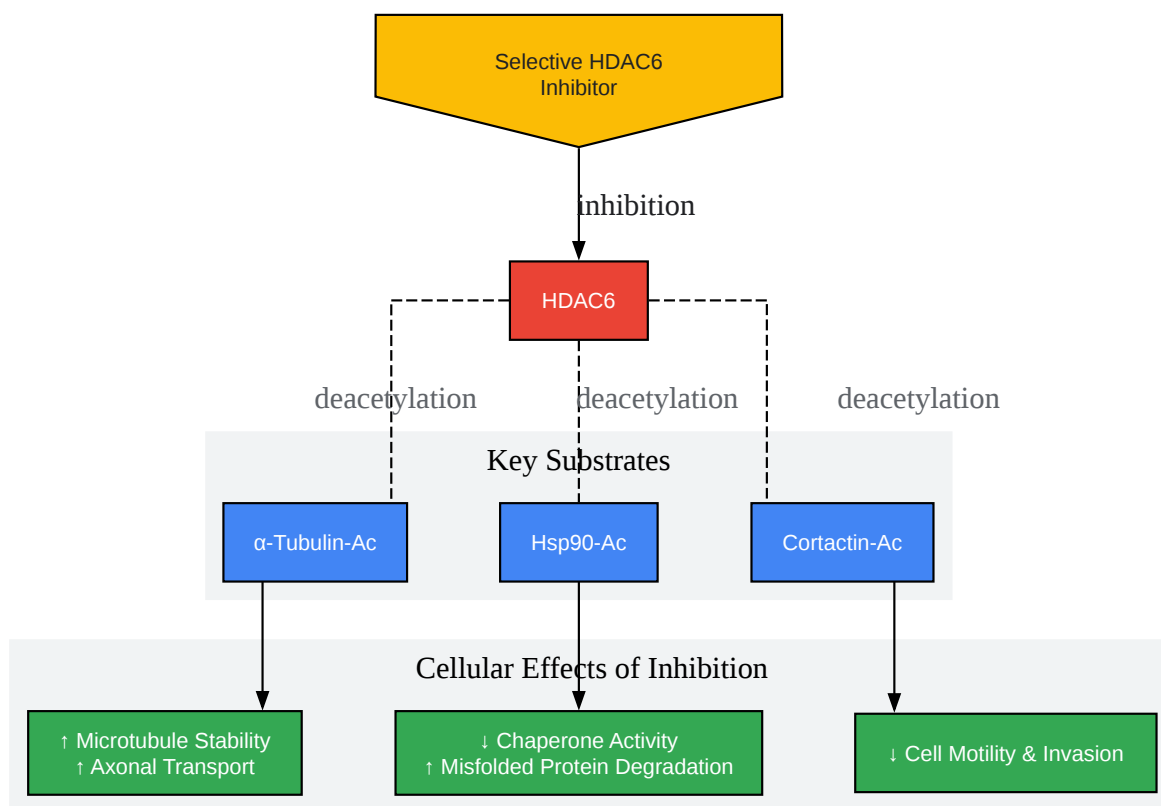 Selective HDAC6
Inhibitor
inhibition
HDAC6
deacetylation
deacetylation
deacetylation
Key Substrates
α-Tubulin-Ac
Hsp90-Ac
Cortactin-Ac
Cellular Effects of Inhibition
↑ Microtubule Stability
↑ Axonal Transport
↓ Chaperone Activity
↑ Misfolded Protein Degradation
↓ Cell Motility & Invasion